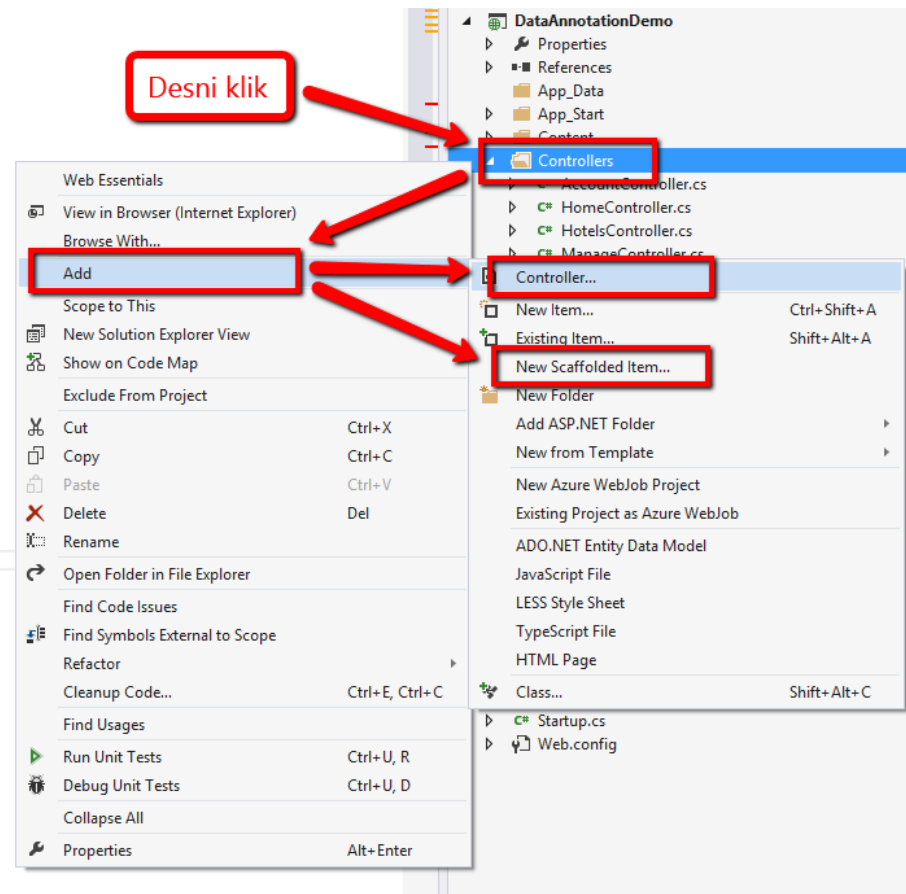 DataAnnotationDemo
Properties
References
App_Data
App_Start
Content
Controllers
AccountController.cs
HomeController.cs
HotelsController.cs
ManageController.cs
Desni klik
Web Essentials
View in Browser (Internet Explorer)
Browse With...
Add
Scope to This
New Solution Explorer View
Show on Code Map
Exclude From Project
Cut Ctrl+X
Copy Ctrl+C
Paste Ctrl+V
Delete Del
Rename
Open Folder in File Explorer
Find Code Issues
Find Symbols External to Scope
Refactor
Cleanup Code... Ctrl+E, Ctrl+C
Find Usages
Run Unit Tests Ctrl+U, R
Debug Unit Tests Ctrl+U, D
Collapse All
Properties Alt+Enter
Controller...
New Item... Ctrl+Shift+A
Existing Item... Shift+Alt+A
New Scaffolded Item...
New Folder
Add ASP.NET Folder
New from Template
New Azure WebJob Project
Existing Project as Azure WebJob
ADO.NET Entity Data Model
JavaScript File
LESS Style Sheet
TypeScript File
HTML Page
Class... Shift+Alt+C
C# Startup.cs
Web.config